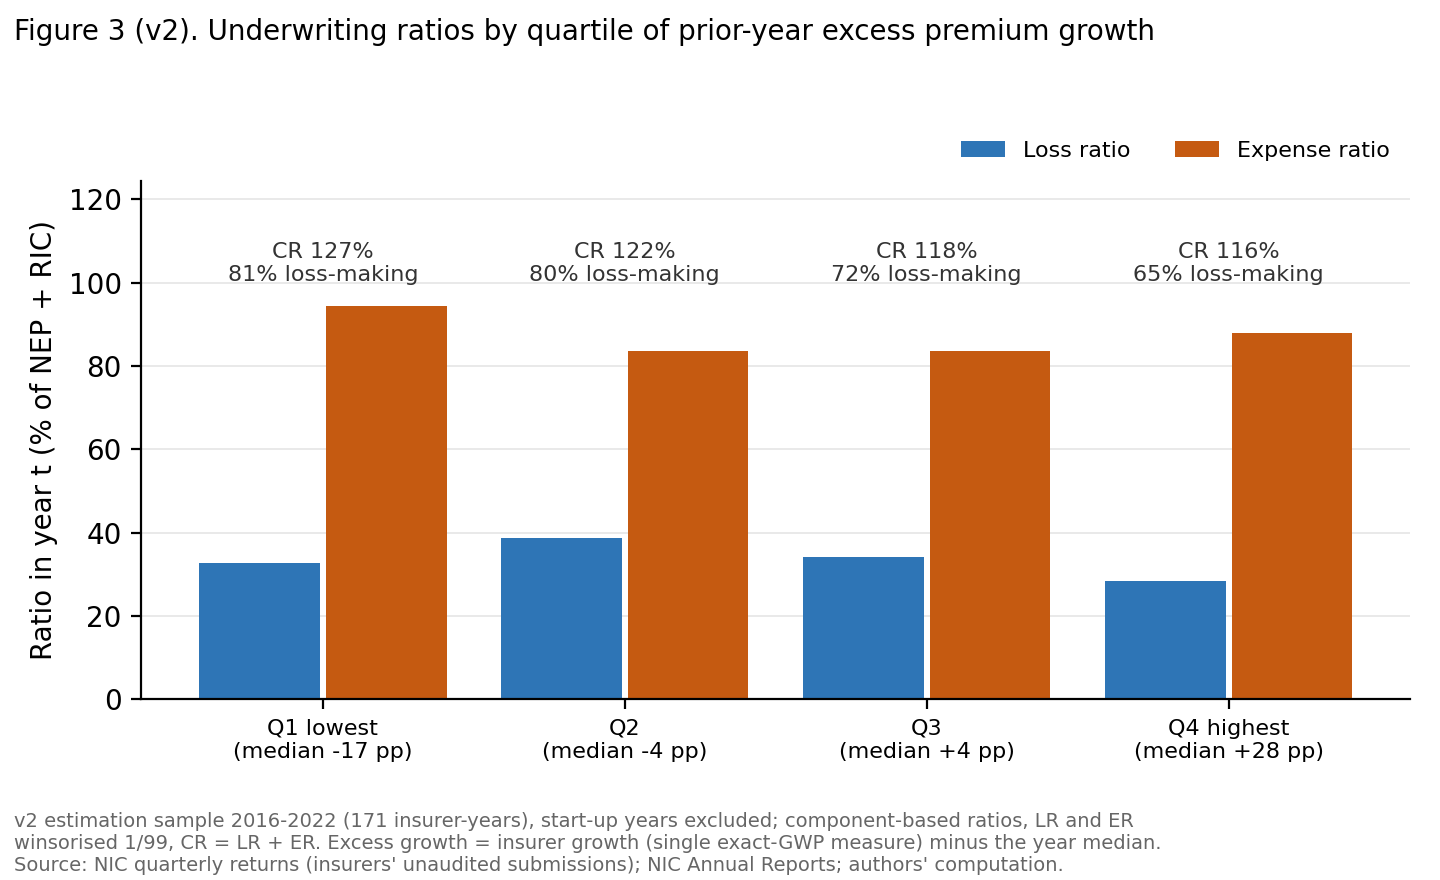 Figure 3 (v2). Underwriting ratios by quartile of prior-year excess premium growth
Loss ratio
Expense ratio
Ratio in year t (% of NEP + RIC)
120
100
80
60
40
20
0
CR 127%
81% loss-making
CR 122%
80% loss-making
CR 118%
72% loss-making
CR 116%
65% loss-making
Q1 lowest
(median -17 pp)
Q2
(median -4 pp)
Q3
(median +4 pp)
Q4 highest
(median +28 pp)
v2 estimation sample 2016-2022 (171 insurer-years), start-up years excluded; component-based ratios, LR and ER
winsorised 1/99, CR = LR + ER. Excess growth = insurer growth (single exact-GWP measure) minus the year median.
Source: NIC quarterly returns (insurers' unaudited submissions); NIC Annual Reports; authors' computation.